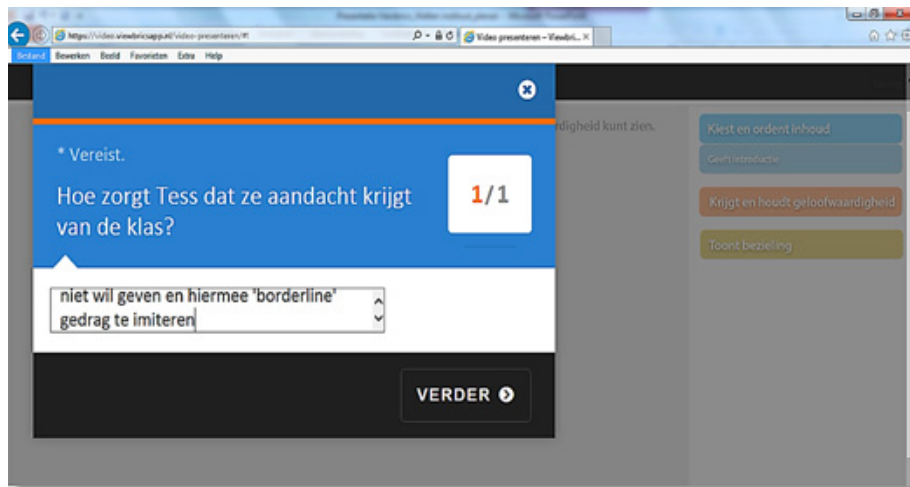 https://video.viewbricsapp.nl/video-presenteren/#!
Video presenteren – Viewbri...
Bestand Bewerken Beeld Favorieten Extra Help
rdigheid kunt zien.
Kiest en ordent inhoud
Geeft introductie
Krijgt en houdt geloofwaardigheid
Toont bezieling
* Vereist.
Hoe zorgt Tess dat ze aandacht krijgt
van de klas?
1/1
niet wil geven en hiermee 'borderline'
gedrag te imiteren
VERDER